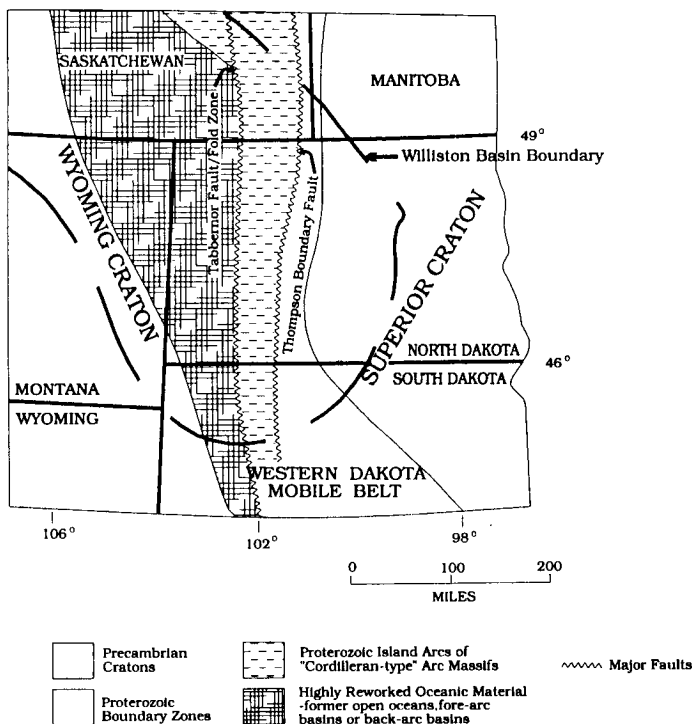 SASKATCHEWAN
MANITOBA
Tabbernor Fault/Fold Zone
49°
Williston Basin Boundary
WYOMING CRATON
Thompson Boundary Fault
SUPERIOR CRATON
NORTH DAKOTA
46°
SOUTH DAKOTA
MONTANA
WYOMING
WESTERN DAKOTA
MOBILE BELT
106°
102°
98°
0 100 200
MILES
Precambrian
Cratons
Proterozoic Island Arcs of
"Cordilleran-type" Arc Massifs
Major Faults
Proterozoic
Boundary Zones
Highly Reworked Oceanic Material
-former open oceans,fore-arc
basins or back-arc basins